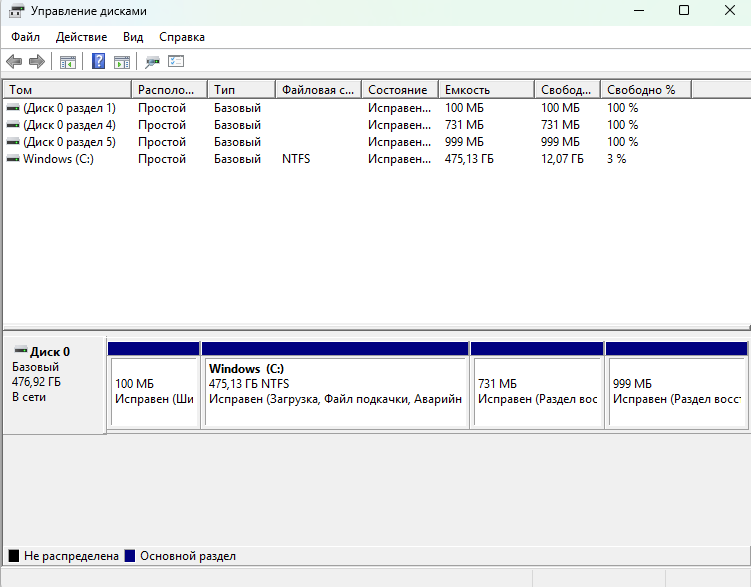 Управление дисками
Файл Действие Вид Справка
Том Располо... Тип Файловая с... Состояние Емкость Свобод... Свободно %
(Диск 0 раздел 1) Простой Базовый Исправен... 100 МБ 100 МБ 100 %
(Диск 0 раздел 4) Простой Базовый Исправен... 731 МБ 731 МБ 100 %
(Диск 0 раздел 5) Простой Базовый Исправен... 999 МБ 999 МБ 100 %
Windows (C:) Простой Базовый NTFS Исправен... 475,13 ГБ 12,07 ГБ 3 %
Диск 0
Базовый
476,92 ГБ
В сети
100 МБ
Исправен (Ши
Windows (C:)
475,13 ГБ NTFS
Исправен (Загрузка, Файл подкачки, Аварийн
731 МБ
Исправен (Раздел вос
999 МБ
Исправен (Раздел восст
Не распределена Основной раздел